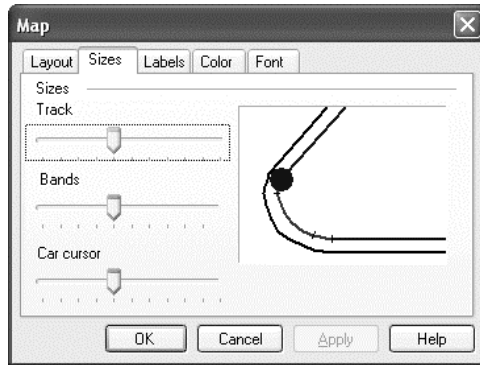 Map
Layout Sizes Labels Color Font
Sizes
Track
Bands
Car cursor
OK Cancel Apply Help